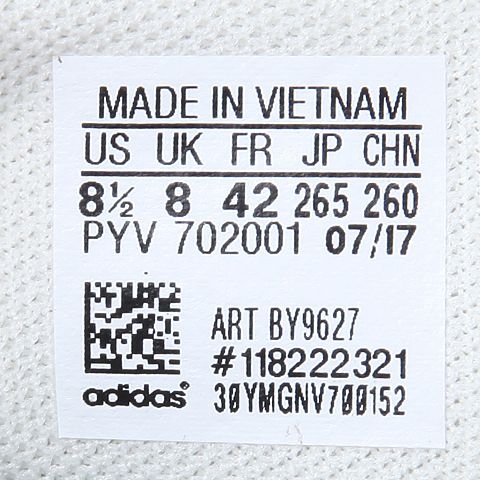 MADE IN VIETNAM
US UK FR JP CHN
8½ 8 42 265 260
PYV 702001 07/17
ART BY9627
#118222321
adidas® 30YMGNV700152